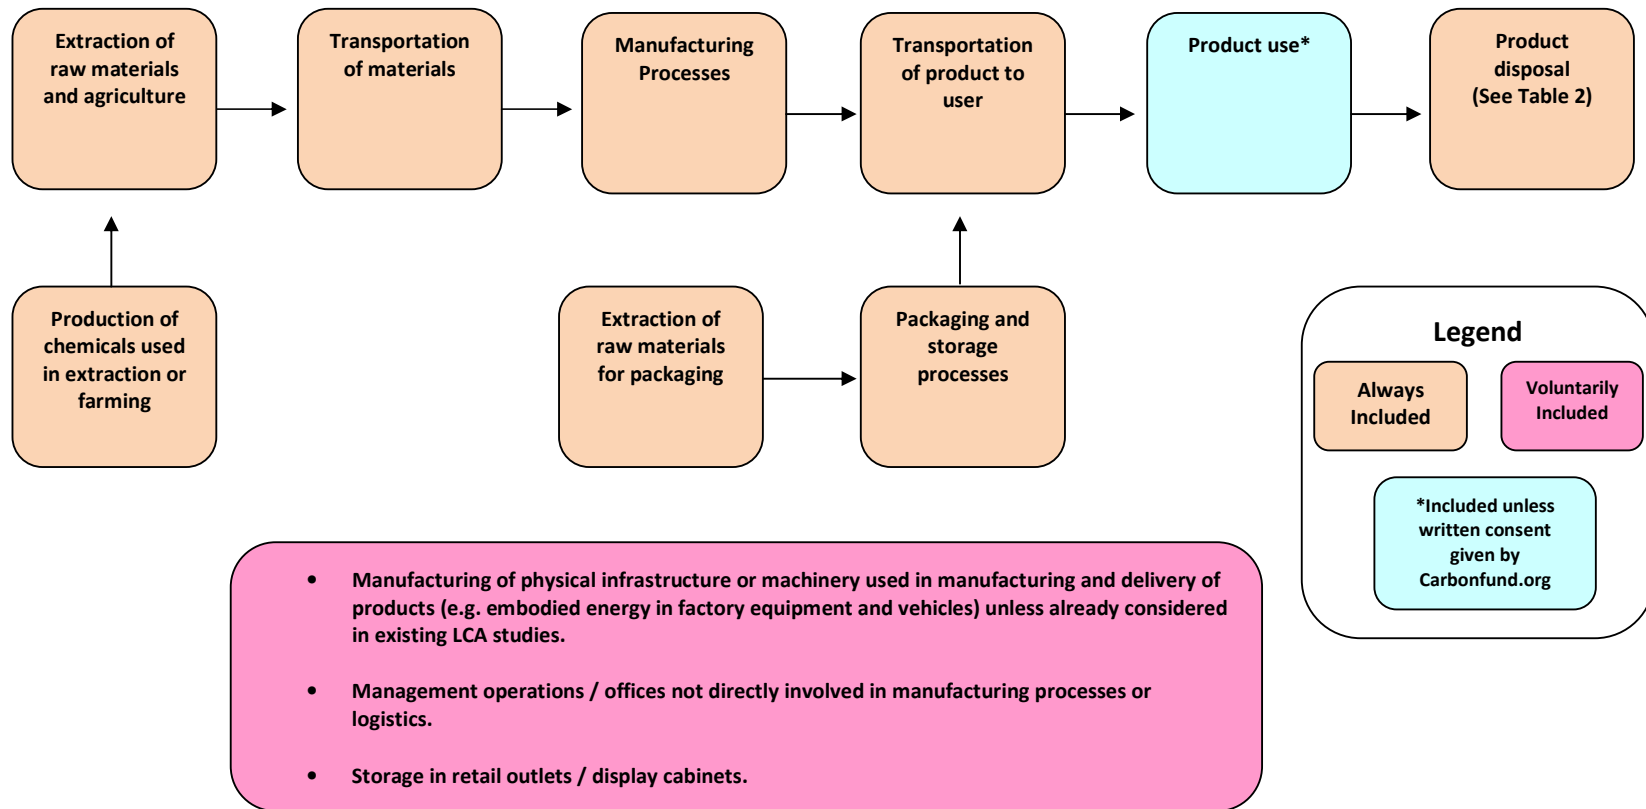 Extraction of
raw materials
and agriculture
Transportation
of materials
Manufacturing
Processes
Transportation
of product to
user
Product use*
Product
disposal
(See Table 2)
Production of
chemicals used
in extraction or
farming
Extraction of
raw materials
for packaging
Packaging and
storage
processes
Legend
Always
Included
Voluntarily
Included
*Included unless
written consent
given by
Carbonfund.org
• Manufacturing of physical infrastructure or machinery used in manufacturing and delivery of
products (e.g. embodied energy in factory equipment and vehicles) unless already considered
in existing LCA studies.
• Management operations / offices not directly involved in manufacturing processes or
logistics.
• Storage in retail outlets / display cabinets.